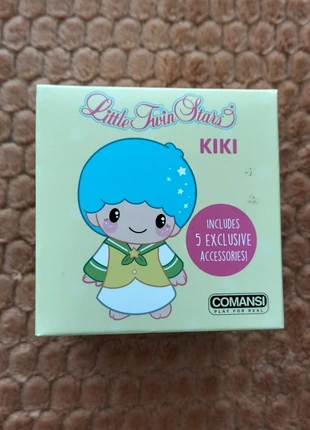 Little Twin Stars
KIKI
INCLUDES
5 EXCLUSIVE
ACCESSORIES!
COMANSI
PLAY FOR REAL